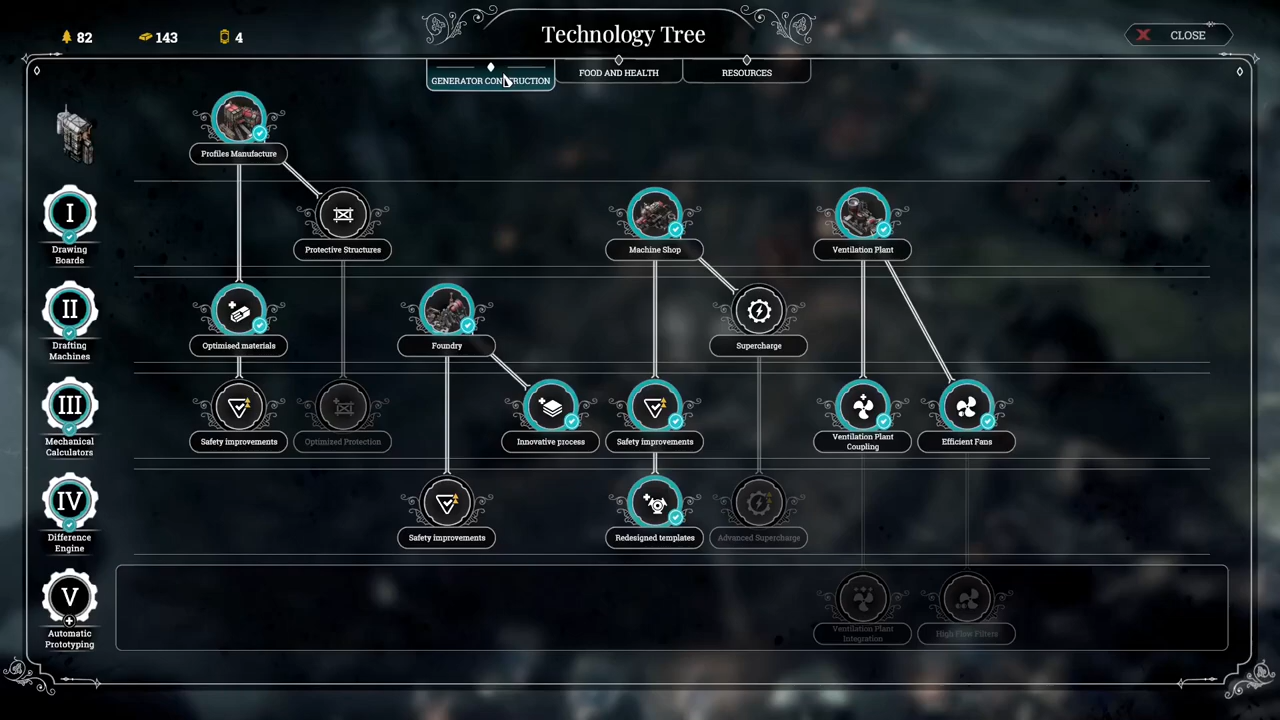 82
143
4
Technology Tree
CLOSE
GENERATOR CONSTRUCTION
FOOD AND HEALTH
RESOURCES
Profiles Manufacture
I
Drawing
Boards
Protective Structures
Machine Shop
Ventilation Plant
II
Drafting
Machines
Optimised materials
Foundry
Supercharge
III
Mechanical
Calculators
Safety improvements
Optimized Protection
Innovative process
Safety improvements
Ventilation Plant
Coupling
Efficient Fans
IV
Difference
Engine
Safety improvements
Redesigned templates
Advanced Supercharge
V
Automatic
Prototyping
Ventilation Plant
Integration
High Flow Filters